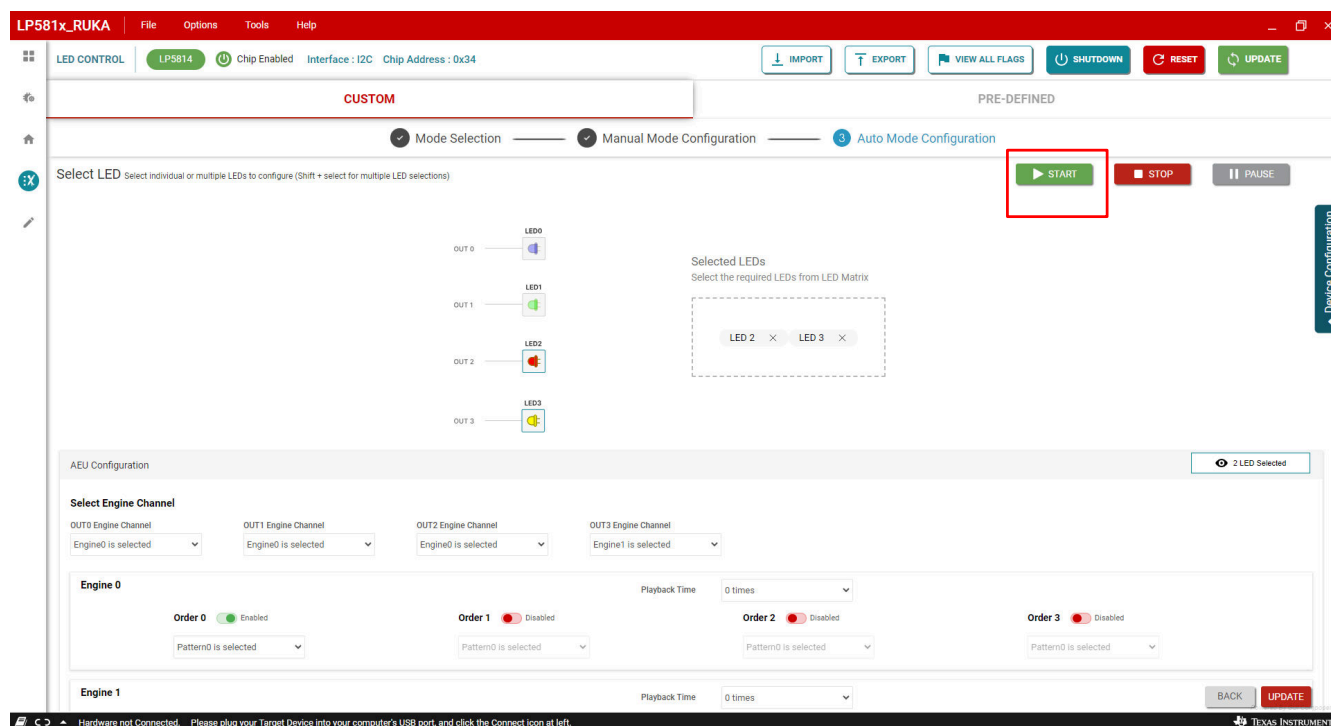 LP581x_RUKA File Options Tools Help
LED CONTROL LP5814 Chip Enabled Interface : I2C Chip Address : 0x34 IMPORT EXPORT VIEW ALL FLAGS SHUTDOWN RESET UPDATE
CUSTOM PRE-DEFINED
Mode Selection Manual Mode Configuration 3 Auto Mode Configuration
Select LED Select individual or multiple LEDs to configure (Shift + select for multiple LED selections) START STOP PAUSE
Device Configuration
LED0
OUT 0
Selected LEDs
Select the required LEDs from LED Matrix
LED1
OUT 1
LED 2 × LED 3 ×
LED2
OUT 2
LED3
OUT 3
AEU Configuration 2 LED Selected
Select Engine Channel
OUT0 Engine Channel OUT1 Engine Channel OUT2 Engine Channel OUT3 Engine Channel
Engine0 is selected Engine0 is selected Engine0 is selected Engine1 is selected
Engine 0 Playback Time 0 times
Order 0 Enabled Order 1 Disabled Order 2 Disabled Order 3 Disabled
Pattern0 is selected Pattern0 is selected Pattern0 is selected Pattern0 is selected
Engine 1 Playback Time 0 times BACK UPDATE
Hardware not Connected. Please plug your Target Device into your computer's USB port, and click the Connect icon at left. TEXAS INSTRUMENT